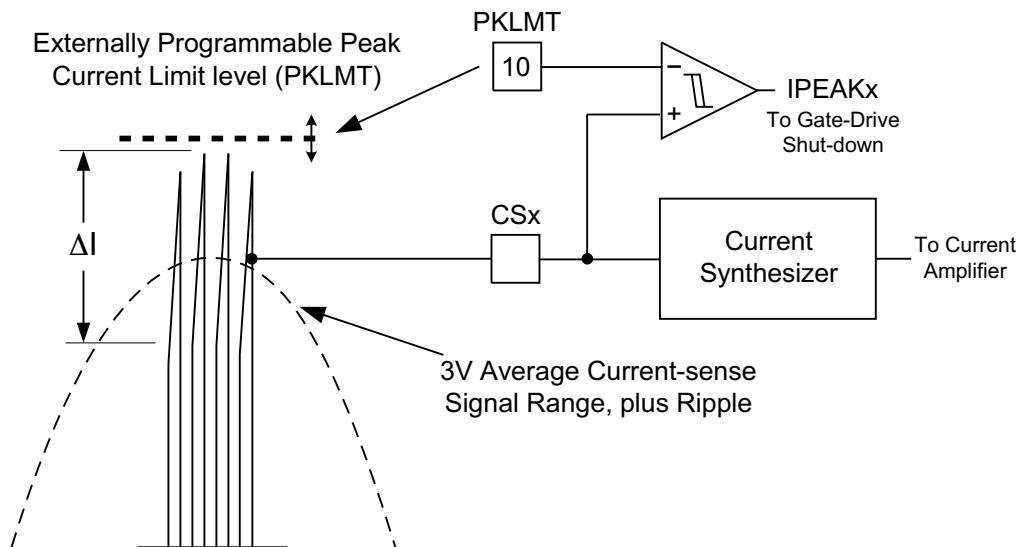 Externally Programmable Peak
Current Limit level (PKLMT)
PKLMT
10
−
+
IPEAKx
To Gate-Drive
Shut-down
ΔI
CSx
Current
Synthesizer
To Current
Amplifier
3V Average Current-sense
Signal Range, plus Ripple